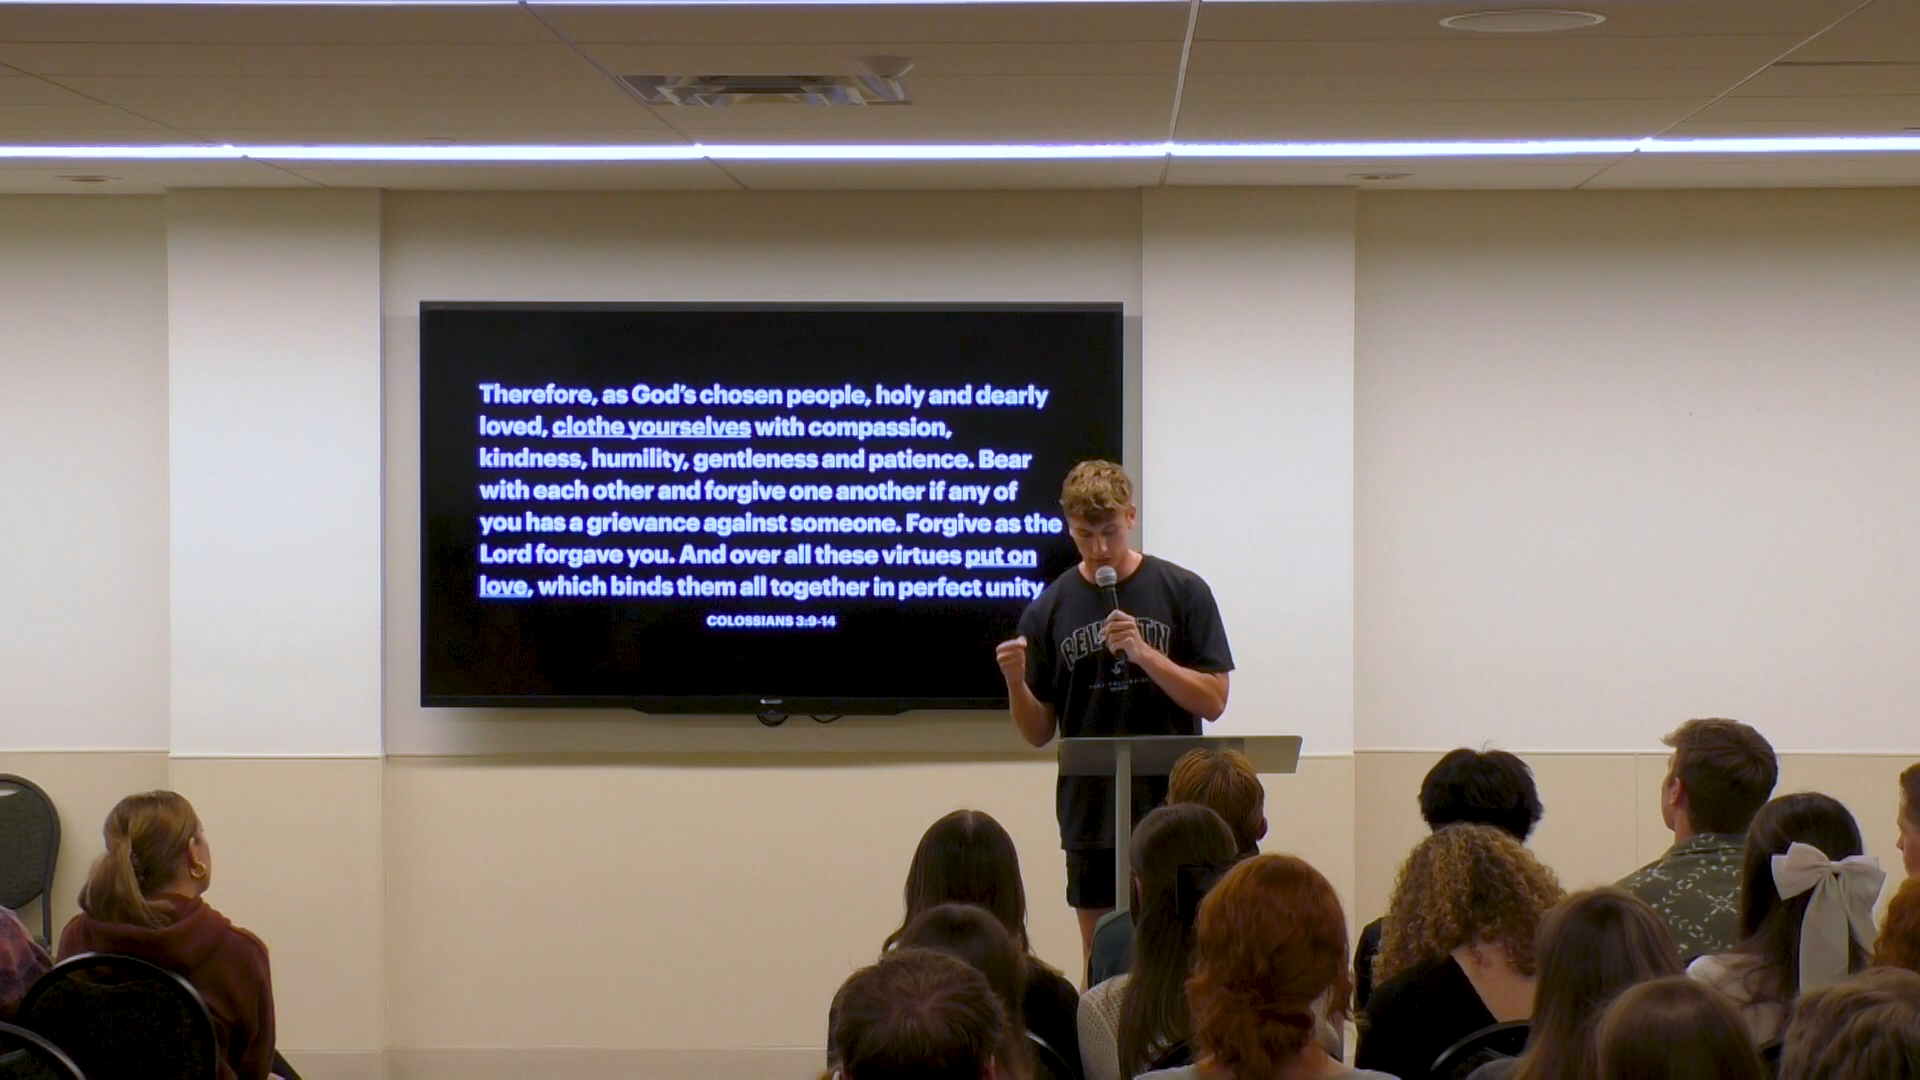 Therefore, as God's chosen people, holy and dearly
loved, clothe yourselves with compassion,
kindness, humility, gentleness and patience. Bear
with each other and forgive one another if any of
you has a grievance against someone. Forgive as the
Lord forgave you. And over all these virtues put on
love, which binds them all together in perfect unity
COLOSSIANS 3:9-14